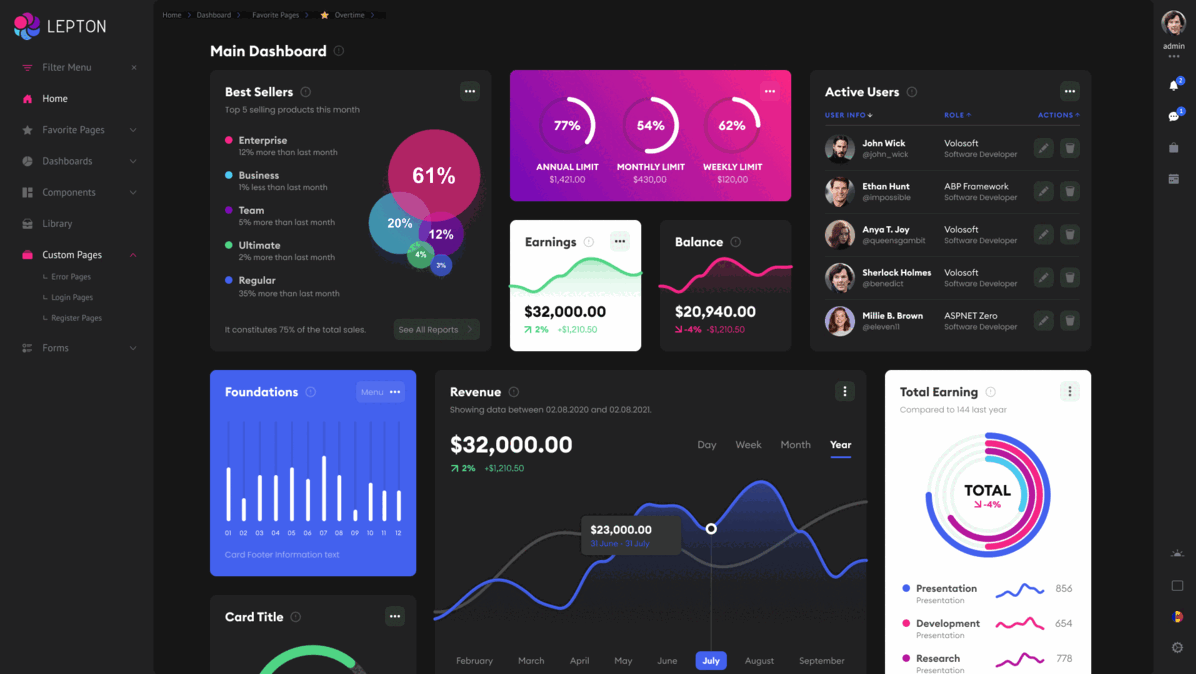 LEPTON
Filter Menu
Home
Favorite Pages
Dashboards
Components
Library
Custom Pages
Error Pages
Login Pages
Register Pages
Forms
Home
Dashboard
Favorite Pages
Overtime
Main Dashboard
Best Sellers
Top 5 selling products this month
Enterprise
12% more than last month
Business
1% less than last month
Team
5% more than last month
Ultimate
2% more than last month
Regular
35% more than last month
61%
20%
12%
4%
3%
It constitutes 75% of the total sales.
See All Reports
77%
54%
62%
ANNUAL LIMIT
MONTHLY LIMIT
WEEKLY LIMIT
$1,421.00
$430,00
$120,00
Earnings
$32,000.00
2% +$1,210.50
Balance
$20,940.00
-4% -$1,210.50
Active Users
USER INFO
ROLE
ACTIONS
John Wick
@john_wick
Volosoft
Software Developer
Ethan Hunt
@impossible
ABP Framework
Software Developer
Anya T. Joy
@queensgambit
Volosoft
Software Developer
Sherlock Holmes
@benedict
Volosoft
Software Developer
Millie B. Brown
@eleven11
ASPNET Zero
Software Developer
Foundations
Menu
01 02 03 04 05 06 07 08 09 10 11 12
Card Footer Information text
Card Title
Revenue
Showing data between 02.08.2020 and 02.08.2021.
$32,000.00
2% +$1,210.50
Day
Week
Month
Year
$23,000.00
31 June - 31 July
February
March
April
May
June
July
August
September
Total Earning
Compared to 144 last year
TOTAL
-4%
Presentation
Presentation
856
Development
Presentation
654
Research
Presentation
778
admin
2
1